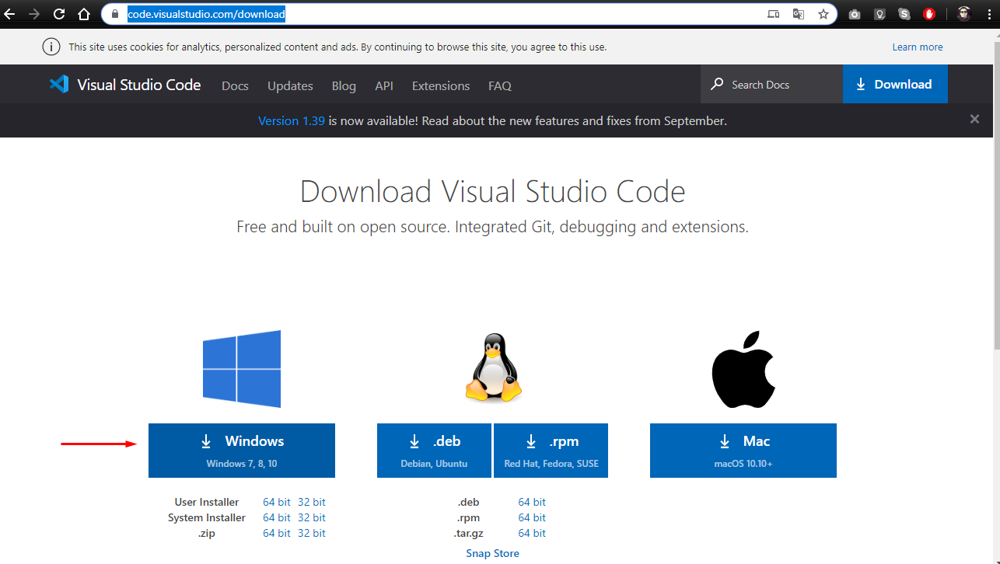 code.visualstudio.com/download
This site uses cookies for analytics, personalized content and ads. By continuing to browse this site, you agree to this use.
Learn more
Visual Studio Code
Docs Updates Blog API Extensions FAQ
Search Docs
Download
Version 1.39 is now available! Read about the new features and fixes from September.
Download Visual Studio Code
Free and built on open source. Integrated Git, debugging and extensions.
Windows
Windows 7, 8, 10
.deb
Debian, Ubuntu
.rpm
Red Hat, Fedora, SUSE
Mac
macOS 10.10+
User Installer 64 bit 32 bit
System Installer 64 bit 32 bit
.zip 64 bit 32 bit
.deb 64 bit
.rpm 64 bit
.tar.gz 64 bit
Snap Store